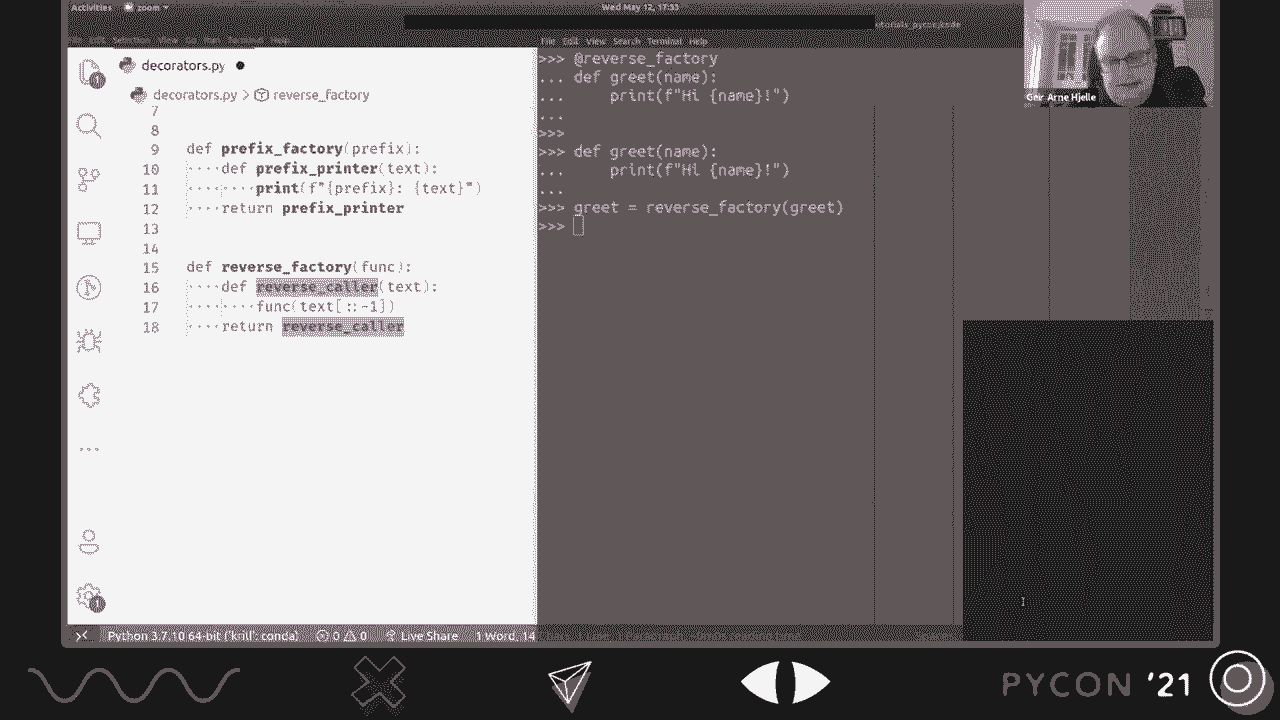 Activities
zoom
Wed May 12, 17:33
tutorials_pycon/code
File Edit View Search Terminal Help
decorators.py
decorators.py > reverse_factory
7
8
9 def prefix_factory(prefix):
10 ····def prefix_printer(text):
11 ········print(f"{prefix}: {text}")
12 ····return prefix_printer
13
14
15 def reverse_factory(func):
16 ····def reverse_caller(text):
17 ········func(text[::-1])
18 ····return reverse_caller
>>> @reverse_factory
... def greet(name):
...     print(f"Hi {name}!")
...
>>>
>>> def greet(name):
...     print(f"Hi {name}!")
...
>>> greet = reverse_factory(greet)
>>>
Arne Hjelle
1
1
Python 3.7.10 64-bit ('krill': conda)
0
0
Live Share
1 Word, 14
PYCON '21